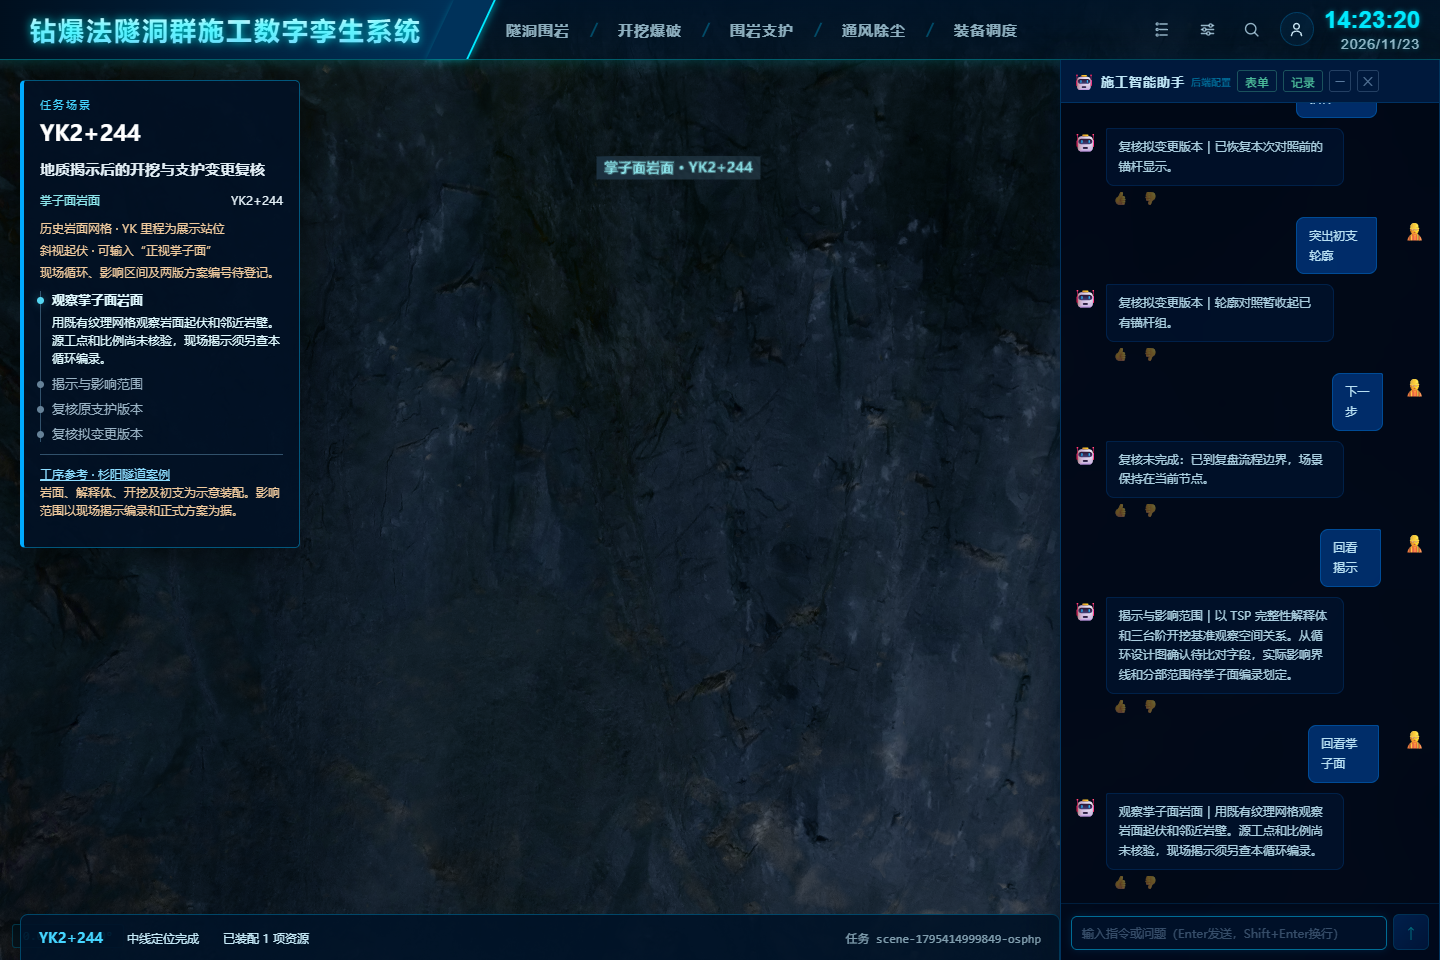 钻爆法隧洞群施工数字孪生系统
隧洞围岩 / 开挖爆破 / 围岩支护 / 通风除尘 / 装备调度
14:23:20
2026/11/23
任务场景
YK2+244
地质揭示后的开挖与支护变更复核
掌子面岩面 YK2+244
历史岩面网格 · YK 里程为展示站位
斜视起伏 · 可输入“正视掌子面”
现场循环、影响区间及两版方案编号待登记。
观察掌子面岩面
用既有纹理网格观察岩面起伏和邻近岩壁。
源工点和比例尚未核验，现场揭示须另查本
循环编录。
揭示与影响范围
复核原支护版本
复核拟变更版本
工序参考 · 杉阳隧道案例
岩面、解释体、开挖及初支为示意装配。影响
范围以现场揭示编录和正式方案为据。
掌子面岩面 · YK2+244
施工智能助手 后端配置 表单 记录
复核拟变更版本 | 已恢复本次对照前的
锚杆显示。
突出初支
轮廓
复核拟变更版本 | 轮廓对照暂收起已
有锚杆组。
下一
步
复核未完成：已到复盘流程边界，场景
保持在当前节点。
回看
揭示
揭示与影响范围 | 以 TSP 完整性解释体
和三台阶开挖基准观察空间关系。从循
环设计图确认待比对字段，实际影响界
线和分部范围待掌子面编录划定。
回看掌
子面
观察掌子面岩面 | 用既有纹理网格观察
岩面起伏和邻近岩壁。源工点和比例尚
未核验，现场揭示须另查本循环编录。
输入指令或问题（Enter发送，Shift+Enter换行）
YK2+244 中线定位完成 已装配 1 项资源
任务 scene-1795414999849-osphp